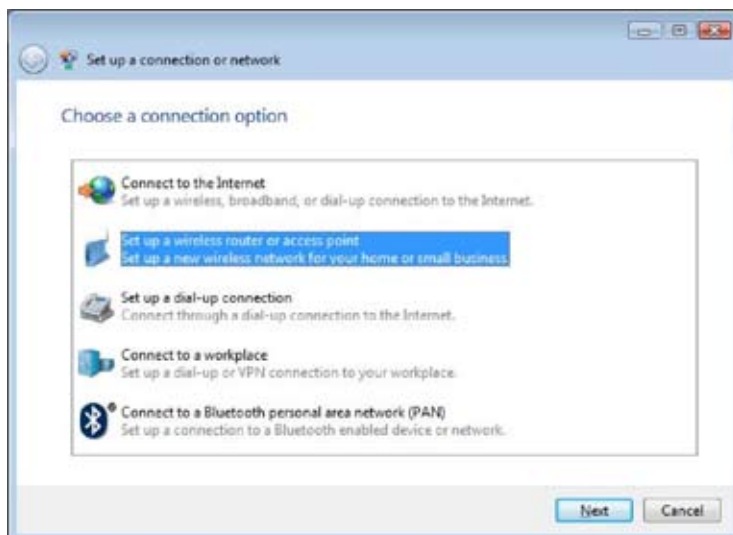 Set up a connection or network
Choose a connection option
Connect to the Internet
Set up a wireless, broadband, or dial-up connection to the Internet.
Set up a wireless router or access point
Set up a new wireless network for your home or small business
Set up a dial-up connection
Connect through a dial-up connection to the Internet.
Connect to a workplace
Set up a dial-up or VPN connection to your workplace.
Connect to a Bluetooth personal area network (PAN)
Set up a connection to a Bluetooth enabled device or network.
Next Cancel